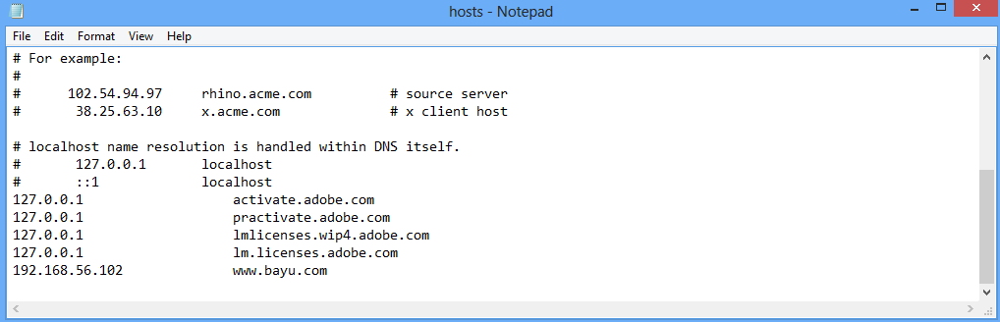 hosts - Notepad
File Edit Format View Help
# For example:
#
#      102.54.94.97     rhino.acme.com          # source server
#       38.25.63.10     x.acme.com              # x client host
# localhost name resolution is handled within DNS itself.
#       127.0.0.1       localhost
#       ::1             localhost
127.0.0.1                   activate.adobe.com
127.0.0.1                   practivate.adobe.com
127.0.0.1                   lmlicenses.wip4.adobe.com
127.0.0.1                   lm.licenses.adobe.com
192.168.56.102              www.bayu.com